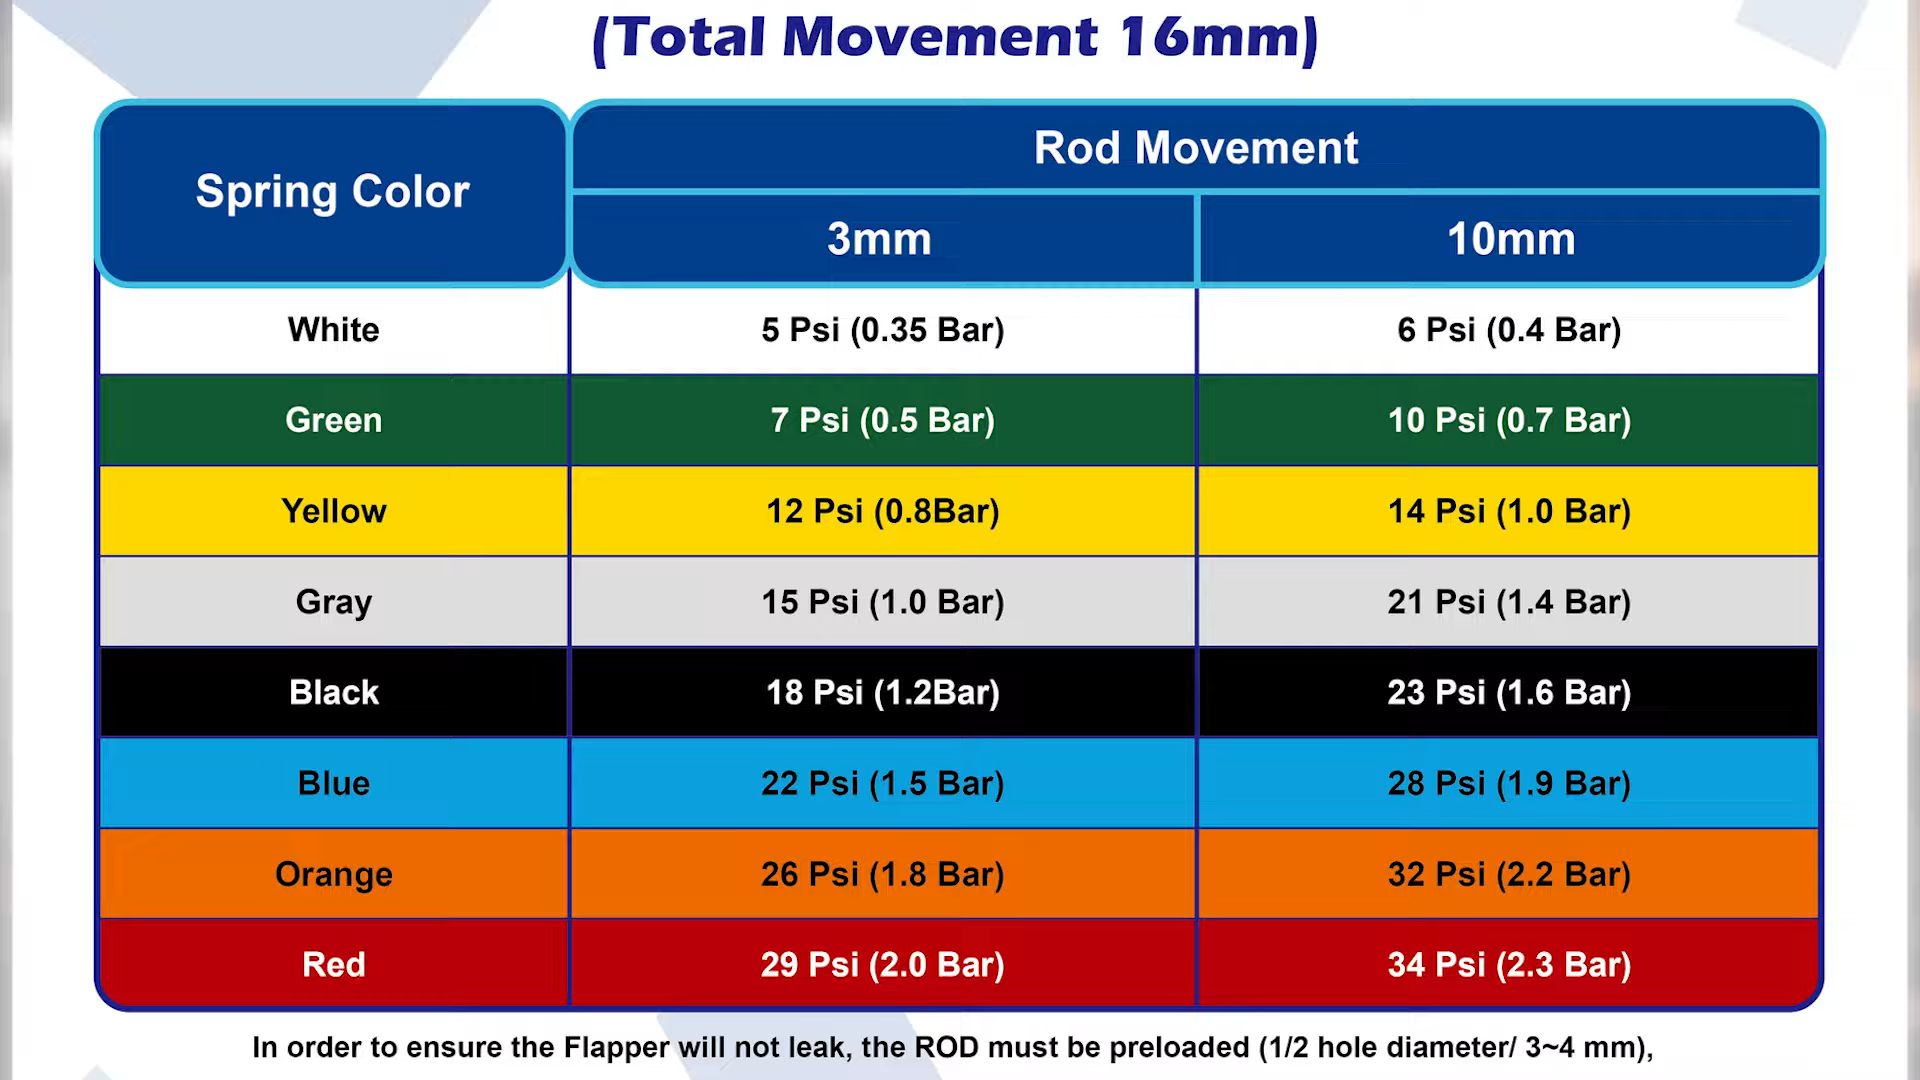 (Total Movement 16mm)
Spring Color
Rod Movement
3mm
10mm
White
5 Psi (0.35 Bar)
6 Psi (0.4 Bar)
Green
7 Psi (0.5 Bar)
10 Psi (0.7 Bar)
Yellow
12 Psi (0.8Bar)
14 Psi (1.0 Bar)
Gray
15 Psi (1.0 Bar)
21 Psi (1.4 Bar)
Black
18 Psi (1.2Bar)
23 Psi (1.6 Bar)
Blue
22 Psi (1.5 Bar)
28 Psi (1.9 Bar)
Orange
26 Psi (1.8 Bar)
32 Psi (2.2 Bar)
Red
29 Psi (2.0 Bar)
34 Psi (2.3 Bar)
In order to ensure the Flapper will not leak, the ROD must be preloaded (1/2 hole diameter/ 3~4 mm),